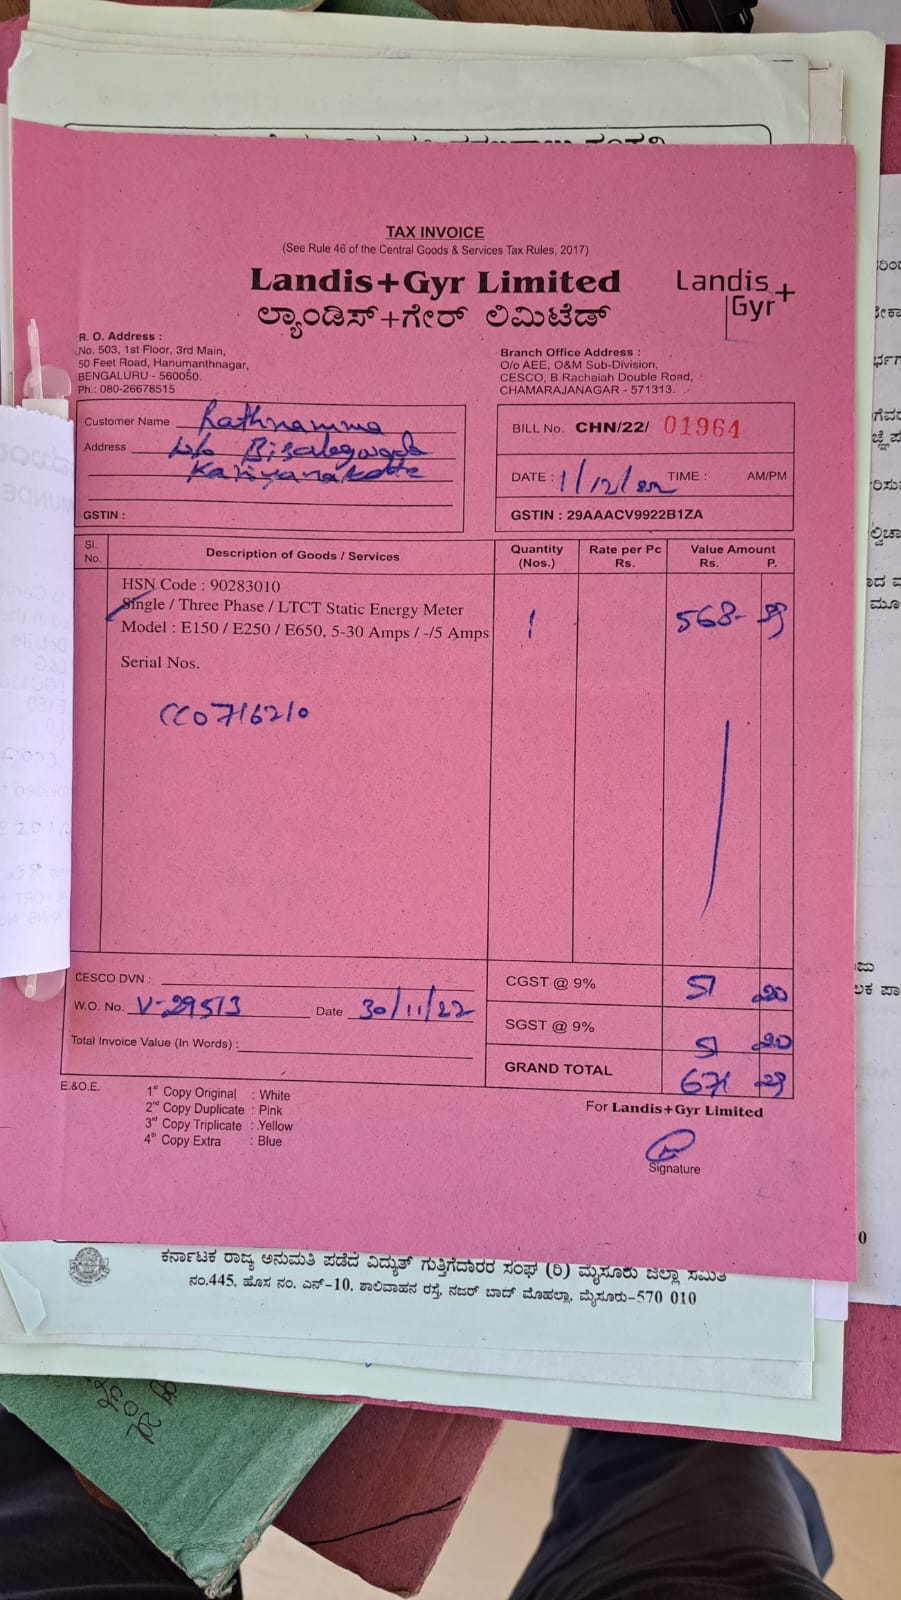 TAX INVOICE
(See Rule 46 of the Central Goods & Services Tax Rules, 2017)
Landis+Gyr Limited
ಲ್ಯಾಂಡಿಸ್+ಗೇರ್ ಲಿಮಿಟೆಡ್
Landis+
Gyr
R. O. Address :
No. 503, 1st Floor, 3rd Main,
50 Feet Road, Hanumanthnagar,
BENGALURU - 560050.
Ph.: 080-26678515
Branch Office Address :
O/o AEE, O&M Sub-Division,
CESCO, B.Rachaiah Double Road,
CHAMARAJANAGAR - 571313.
Customer Name Rathnamma
Address
GSTIN :
BILL No. CHN/22/ 01964
DATE : 1/12/22 TIME : AM/PM
GSTIN : 29AAACV9922B1ZA
Sl. No. Description of Goods / Services Quantity (Nos.) Rate per Pc Rs. Value Amount Rs. P.
HSN Code : 90283010
Single / Three Phase / LTCT Static Energy Meter
Model : E150 / E250 / E650, 5-30 Amps / -/5 Amps 1 568-
Serial Nos.
CC0716210
CESCO DVN :
W.O. No. V-29513 Date 30/11/22
Total Invoice Value (In Words) :
CGST @ 9% 51 20
SGST @ 9% 51 20
GRAND TOTAL 671 29
E.&O.E.
1st Copy Original : White
2nd Copy Duplicate : Pink
3rd Copy Triplicate : Yellow
4th Copy Extra : Blue
For Landis+Gyr Limited
Signature
ಕರ್ನಾಟಕ ರಾಜ್ಯ ಅನುಮತಿ ಪಡೆದ ವಿದ್ಯುತ್ ಗುತ್ತಿಗೆದಾರರ ಸಂಘ (ರಿ) ಮೈಸೂರು ಜಿಲ್ಲಾ ಸಮಿತಿ
ನಂ.445, ಹೊಸ ನಂ. ಎನ್-10, ಶಾಲಿವಾಹನ ರಸ್ತೆ, ನಜರ್ ಬಾದ್ ಮೊಹಲ್ಲಾ, ಮೈಸೂರು-570 010